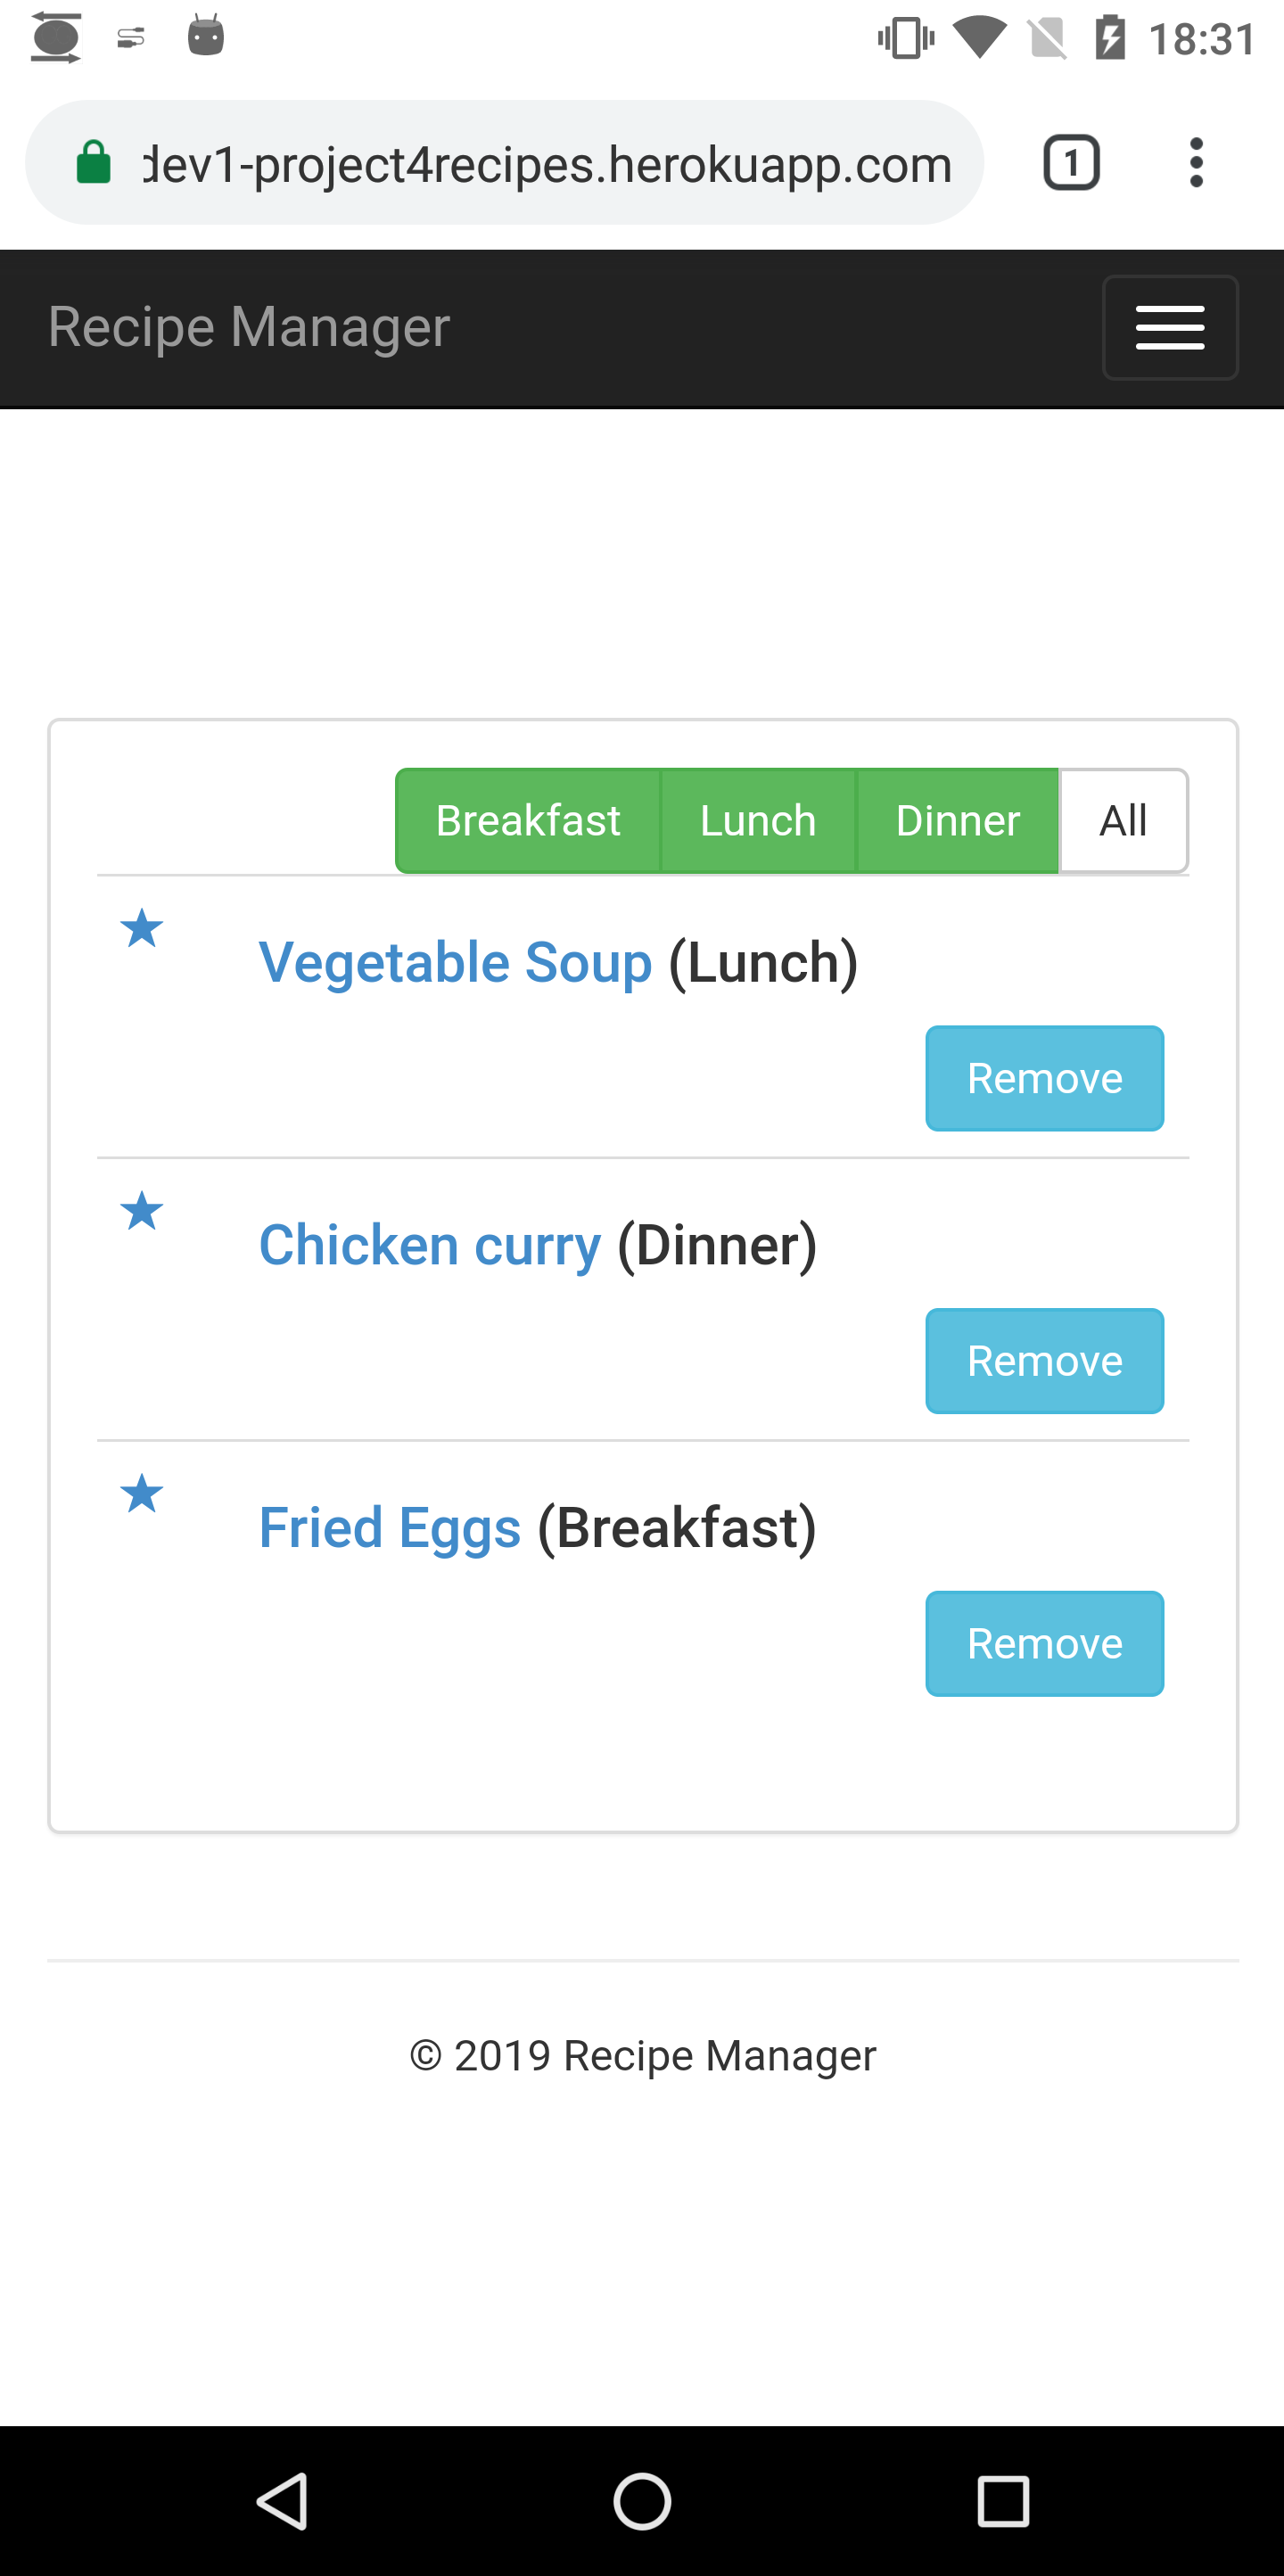 18:31
dev1-project4recipes.herokuapp.com
1
Recipe Manager
Breakfast Lunch Dinner All
Vegetable Soup (Lunch)
Remove
Chicken curry (Dinner)
Remove
Fried Eggs (Breakfast)
Remove
© 2019 Recipe Manager